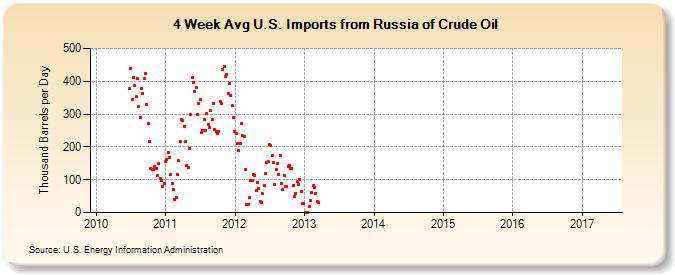 4 Week Avg U.S. Imports from Russia of Crude Oil
Thousand Barrels per Day
500
400
300
200
100
0
2010 2011 2012 2013 2014 2015 2016 2017
Source: U.S. Energy Information Administration